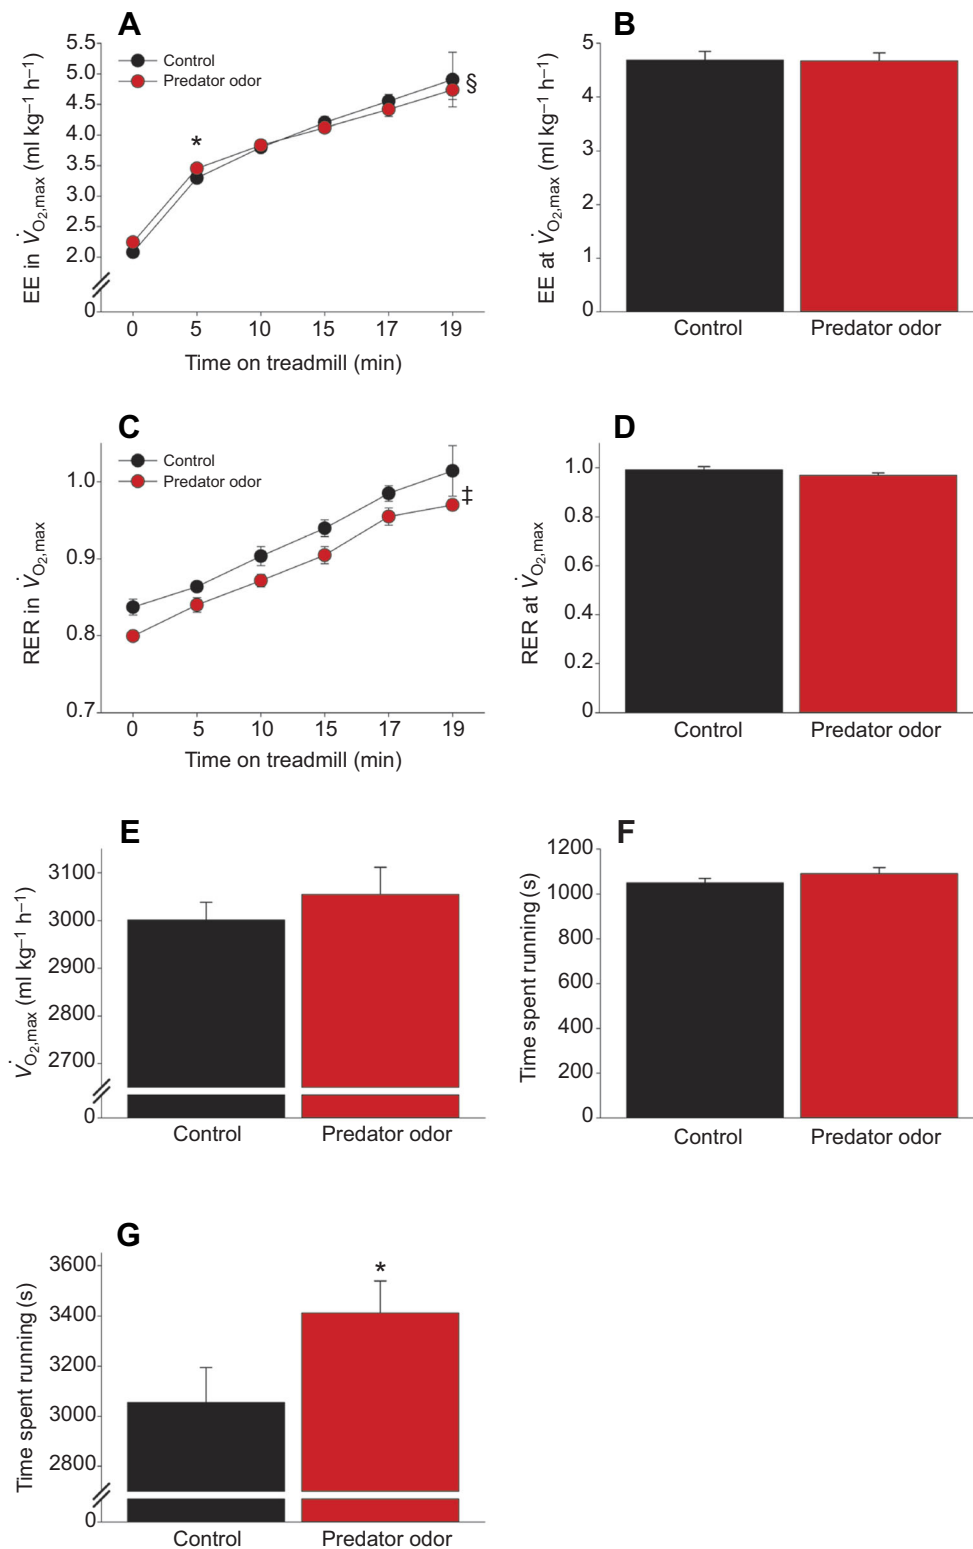 A
B
5.5
5.0
4.5
4.0
3.5
3.0
2.5
2.0
0
EE in V̇O2,max (ml kg–1 h–1)
Control
Predator odor
*
§
0 5 10 15 17 19
Time on treadmill (min)
5
4
3
2
1
0
EE at V̇O2,max (ml kg–1 h–1)
Control Predator odor
C
D
1.0
0.9
0.8
0.7
RER in V̇O2,max
Control
Predator odor
‡
0 5 10 15 17 19
Time on treadmill (min)
1.0
0.8
0.6
0.4
0.2
0
RER at V̇O2,max
Control Predator odor
E
F
3100
3000
2900
2800
2700
0
V̇O2,max (ml kg–1 h–1)
Control Predator odor
1200
1000
800
600
400
200
0
Time spent running (s)
Control Predator odor
G
3600
3400
3200
3000
2800
0
Time spent running (s)
*
Control Predator odor